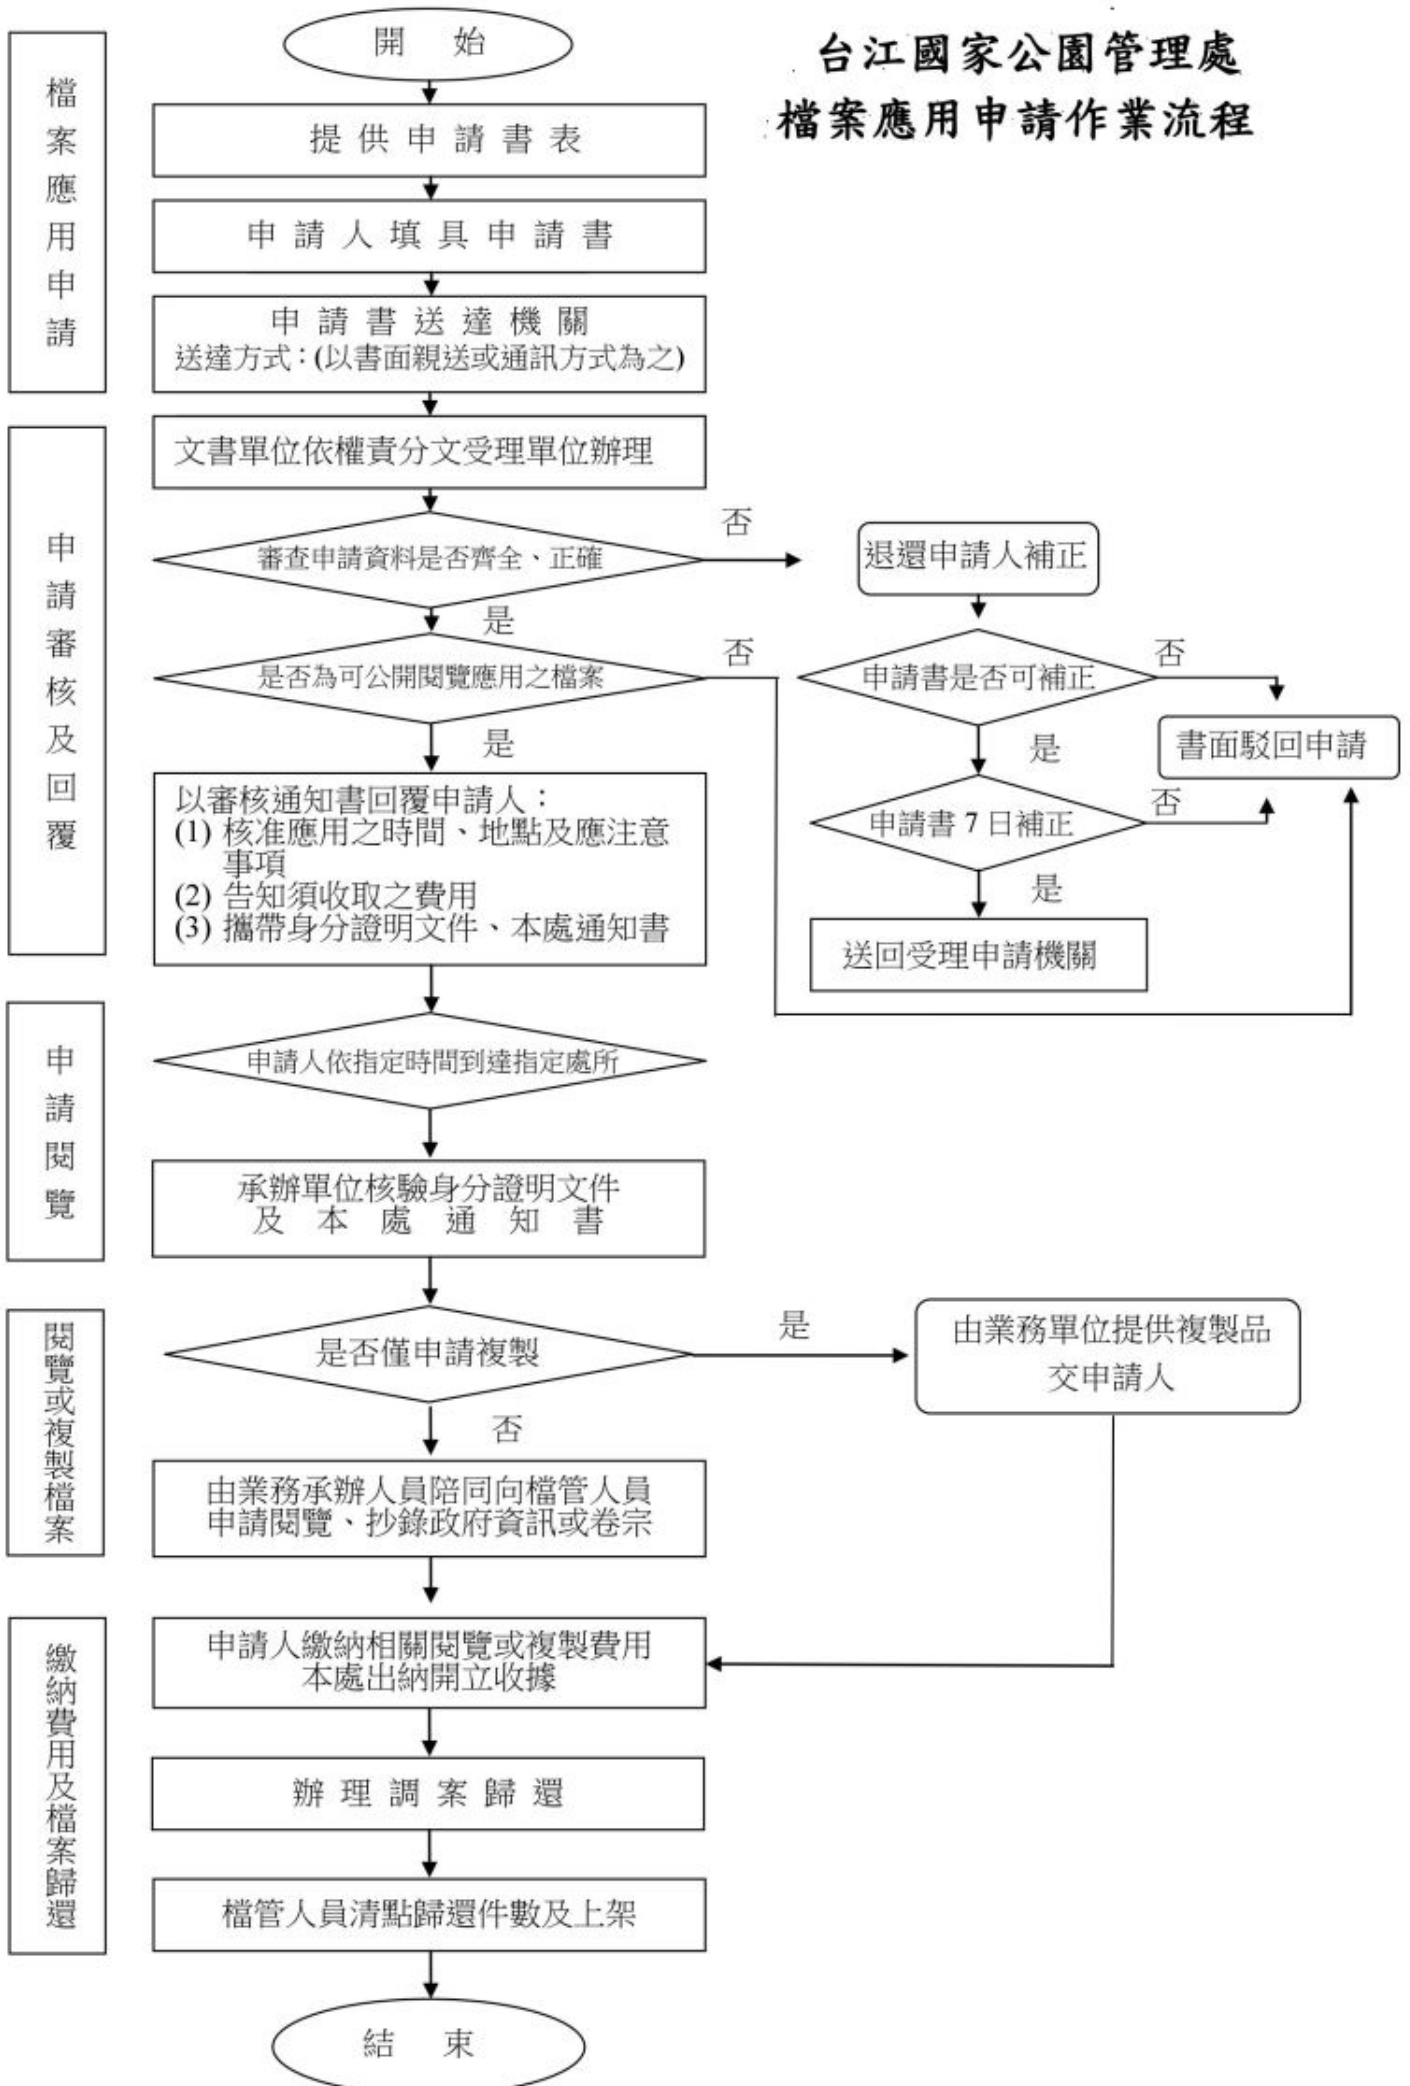 台江國家公園管理處
檔案應用申請作業流程
檔案應用申請
開始
提供申請書表
申請人填具申請書
申請書送達機關
送達方式：(以書面親送或通訊方式為之)
申請審核及回覆
文書單位依權責分文受理單位辦理
審查申請資料是否齊全、正確
否
是
退還申請人補正
是否為可公開閱覽應用之檔案
否
是
申請書是否可補正
否
是
書面駁回申請
申請書 7 日補正
否
是
送回受理申請機關
以審核通知書回覆申請人：
(1) 核准應用之時間、地點及應注意
事項
(2) 告知須收取之費用
(3) 攜帶身分證明文件、本處通知書
申請閱覽
申請人依指定時間到達指定處所
承辦單位核驗身分證明文件
及本處通知書
閱覽或複製檔案
是否僅申請複製
是
否
由業務單位提供複製品
交申請人
由業務承辦人員陪同向檔管人員
申請閱覽、抄錄政府資訊或卷宗
繳納費用及檔案歸還
申請人繳納相關閱覽或複製費用
本處出納開立收據
辦理調案歸還
檔管人員清點歸還件數及上架
結束